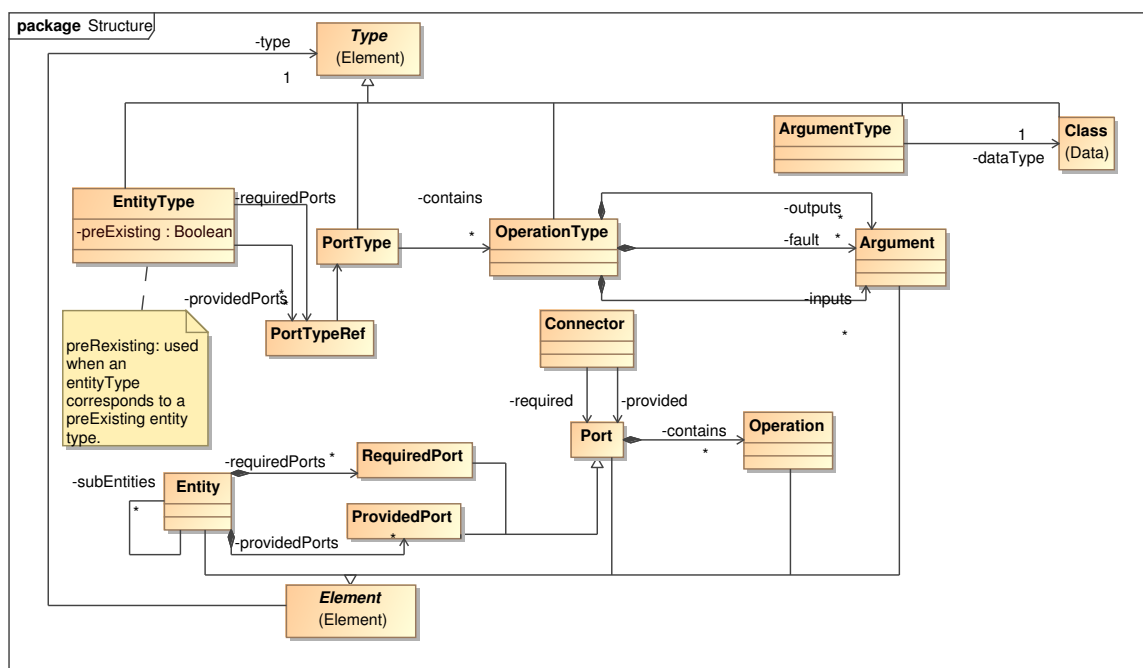 package Structure
Type
(Element)
-type
1
ArgumentType
1
-dataType
Class
(Data)
EntityType
-preExisting : Boolean
-requiredPorts
-contains
*
PortType
OperationType
-outputs
*
-fault
*
Argument
-inputs
*
-providedPorts
*
*
PortTypeRef
preRexisting: used
when an
entityType
corresponds to a
preExisting entity
type.
Connector
-required
-provided
Port
-contains
*
Operation
-requiredPorts
*
RequiredPort
-subEntities
*
Entity
ProvidedPort
*
-providedPorts
Element
(Element)